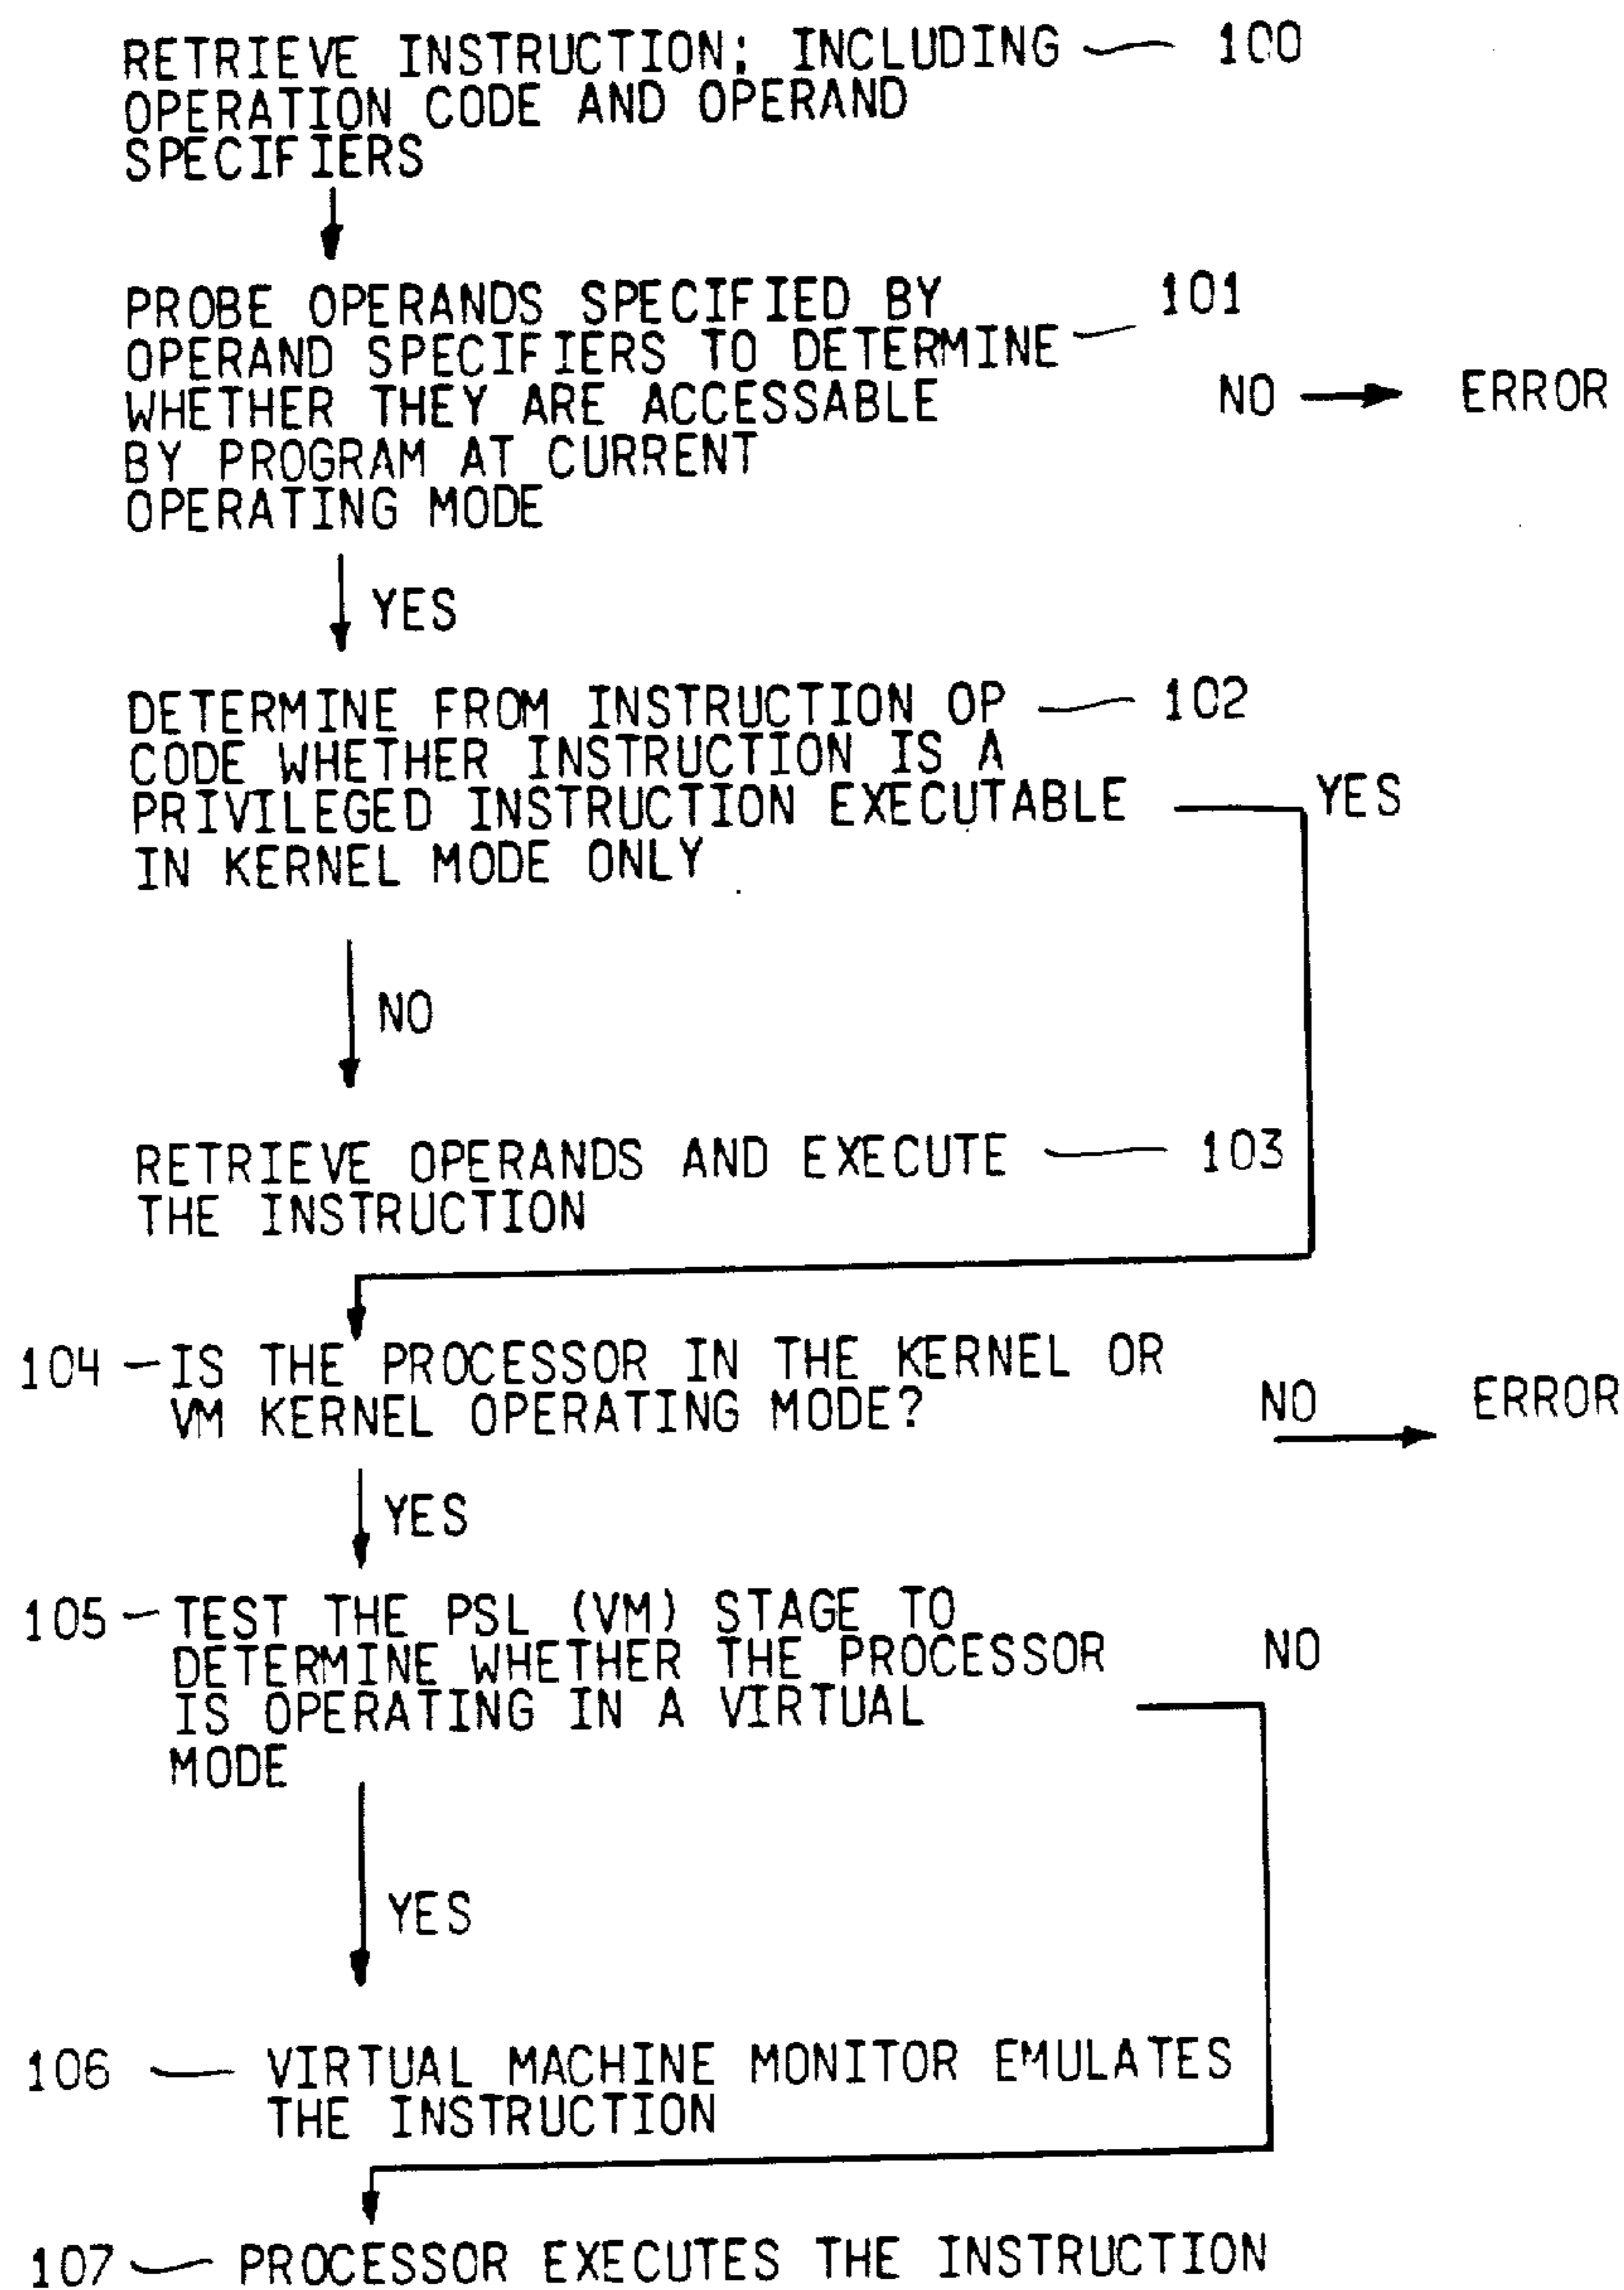 RETRIEVE INSTRUCTION; INCLUDING 100
OPERATION CODE AND OPERAND
SPECIFIERS
PROBE OPERANDS SPECIFIED BY 101
OPERAND SPECIFIERS TO DETERMINE
WHETHER THEY ARE ACCESSABLE NO ERROR
BY PROGRAM AT CURRENT
OPERATING MODE
YES
DETERMINE FROM INSTRUCTION OP 102
CODE WHETHER INSTRUCTION IS A
PRIVILEGED INSTRUCTION EXECUTABLE YES
IN KERNEL MODE ONLY
NO
RETRIEVE OPERANDS AND EXECUTE 103
THE INSTRUCTION
104 IS THE PROCESSOR IN THE KERNEL OR
VM KERNEL OPERATING MODE? NO ERROR
YES
105 TEST THE PSL (VM) STAGE TO
DETERMINE WHETHER THE PROCESSOR NO
IS OPERATING IN A VIRTUAL
MODE
YES
106 VIRTUAL MACHINE MONITOR EMULATES
THE INSTRUCTION
107 PROCESSOR EXECUTES THE INSTRUCTION